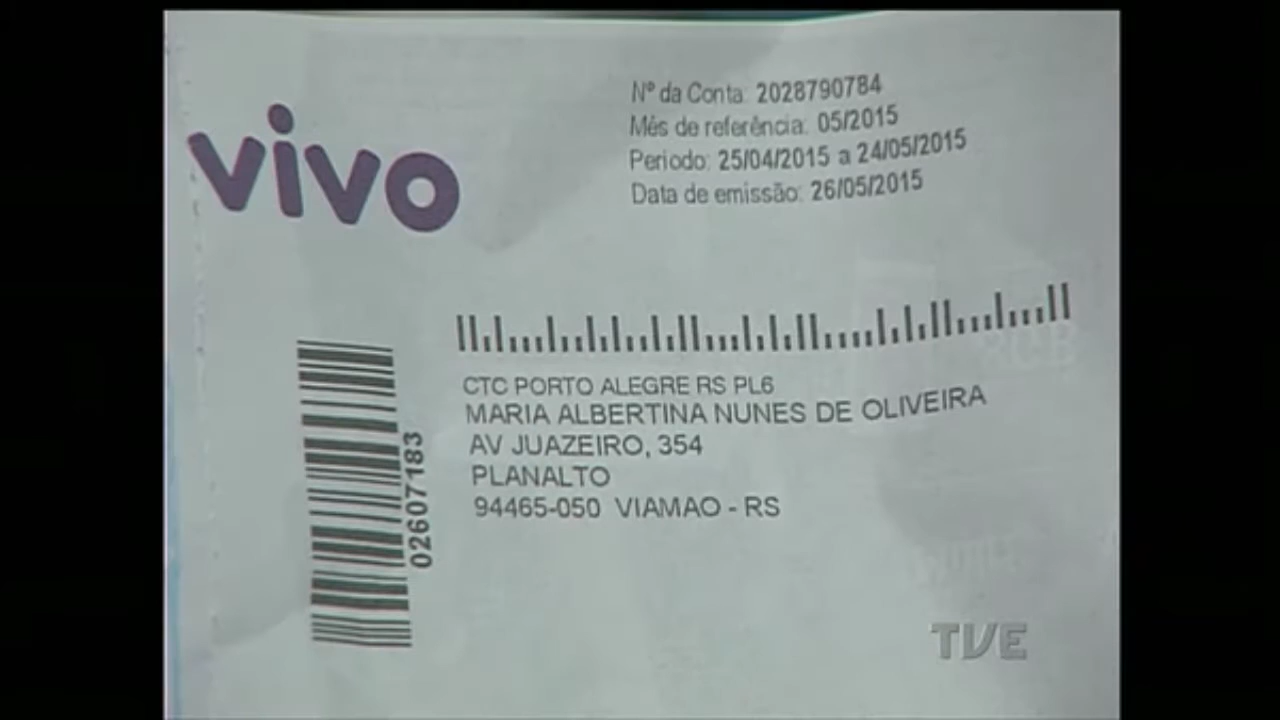 vivo
Nº da Conta: 2028790784
Mês de referência: 05/2015
Periodo: 25/04/2015 a 24/05/2015
Data de emissão: 26/05/2015
CTC PORTO ALEGRE RS PL6
MARIA ALBERTINA NUNES DE OLIVEIRA
AV JUAZEIRO, 354
PLANALTO
94465-050 VIAMAO - RS
02607183
TVE